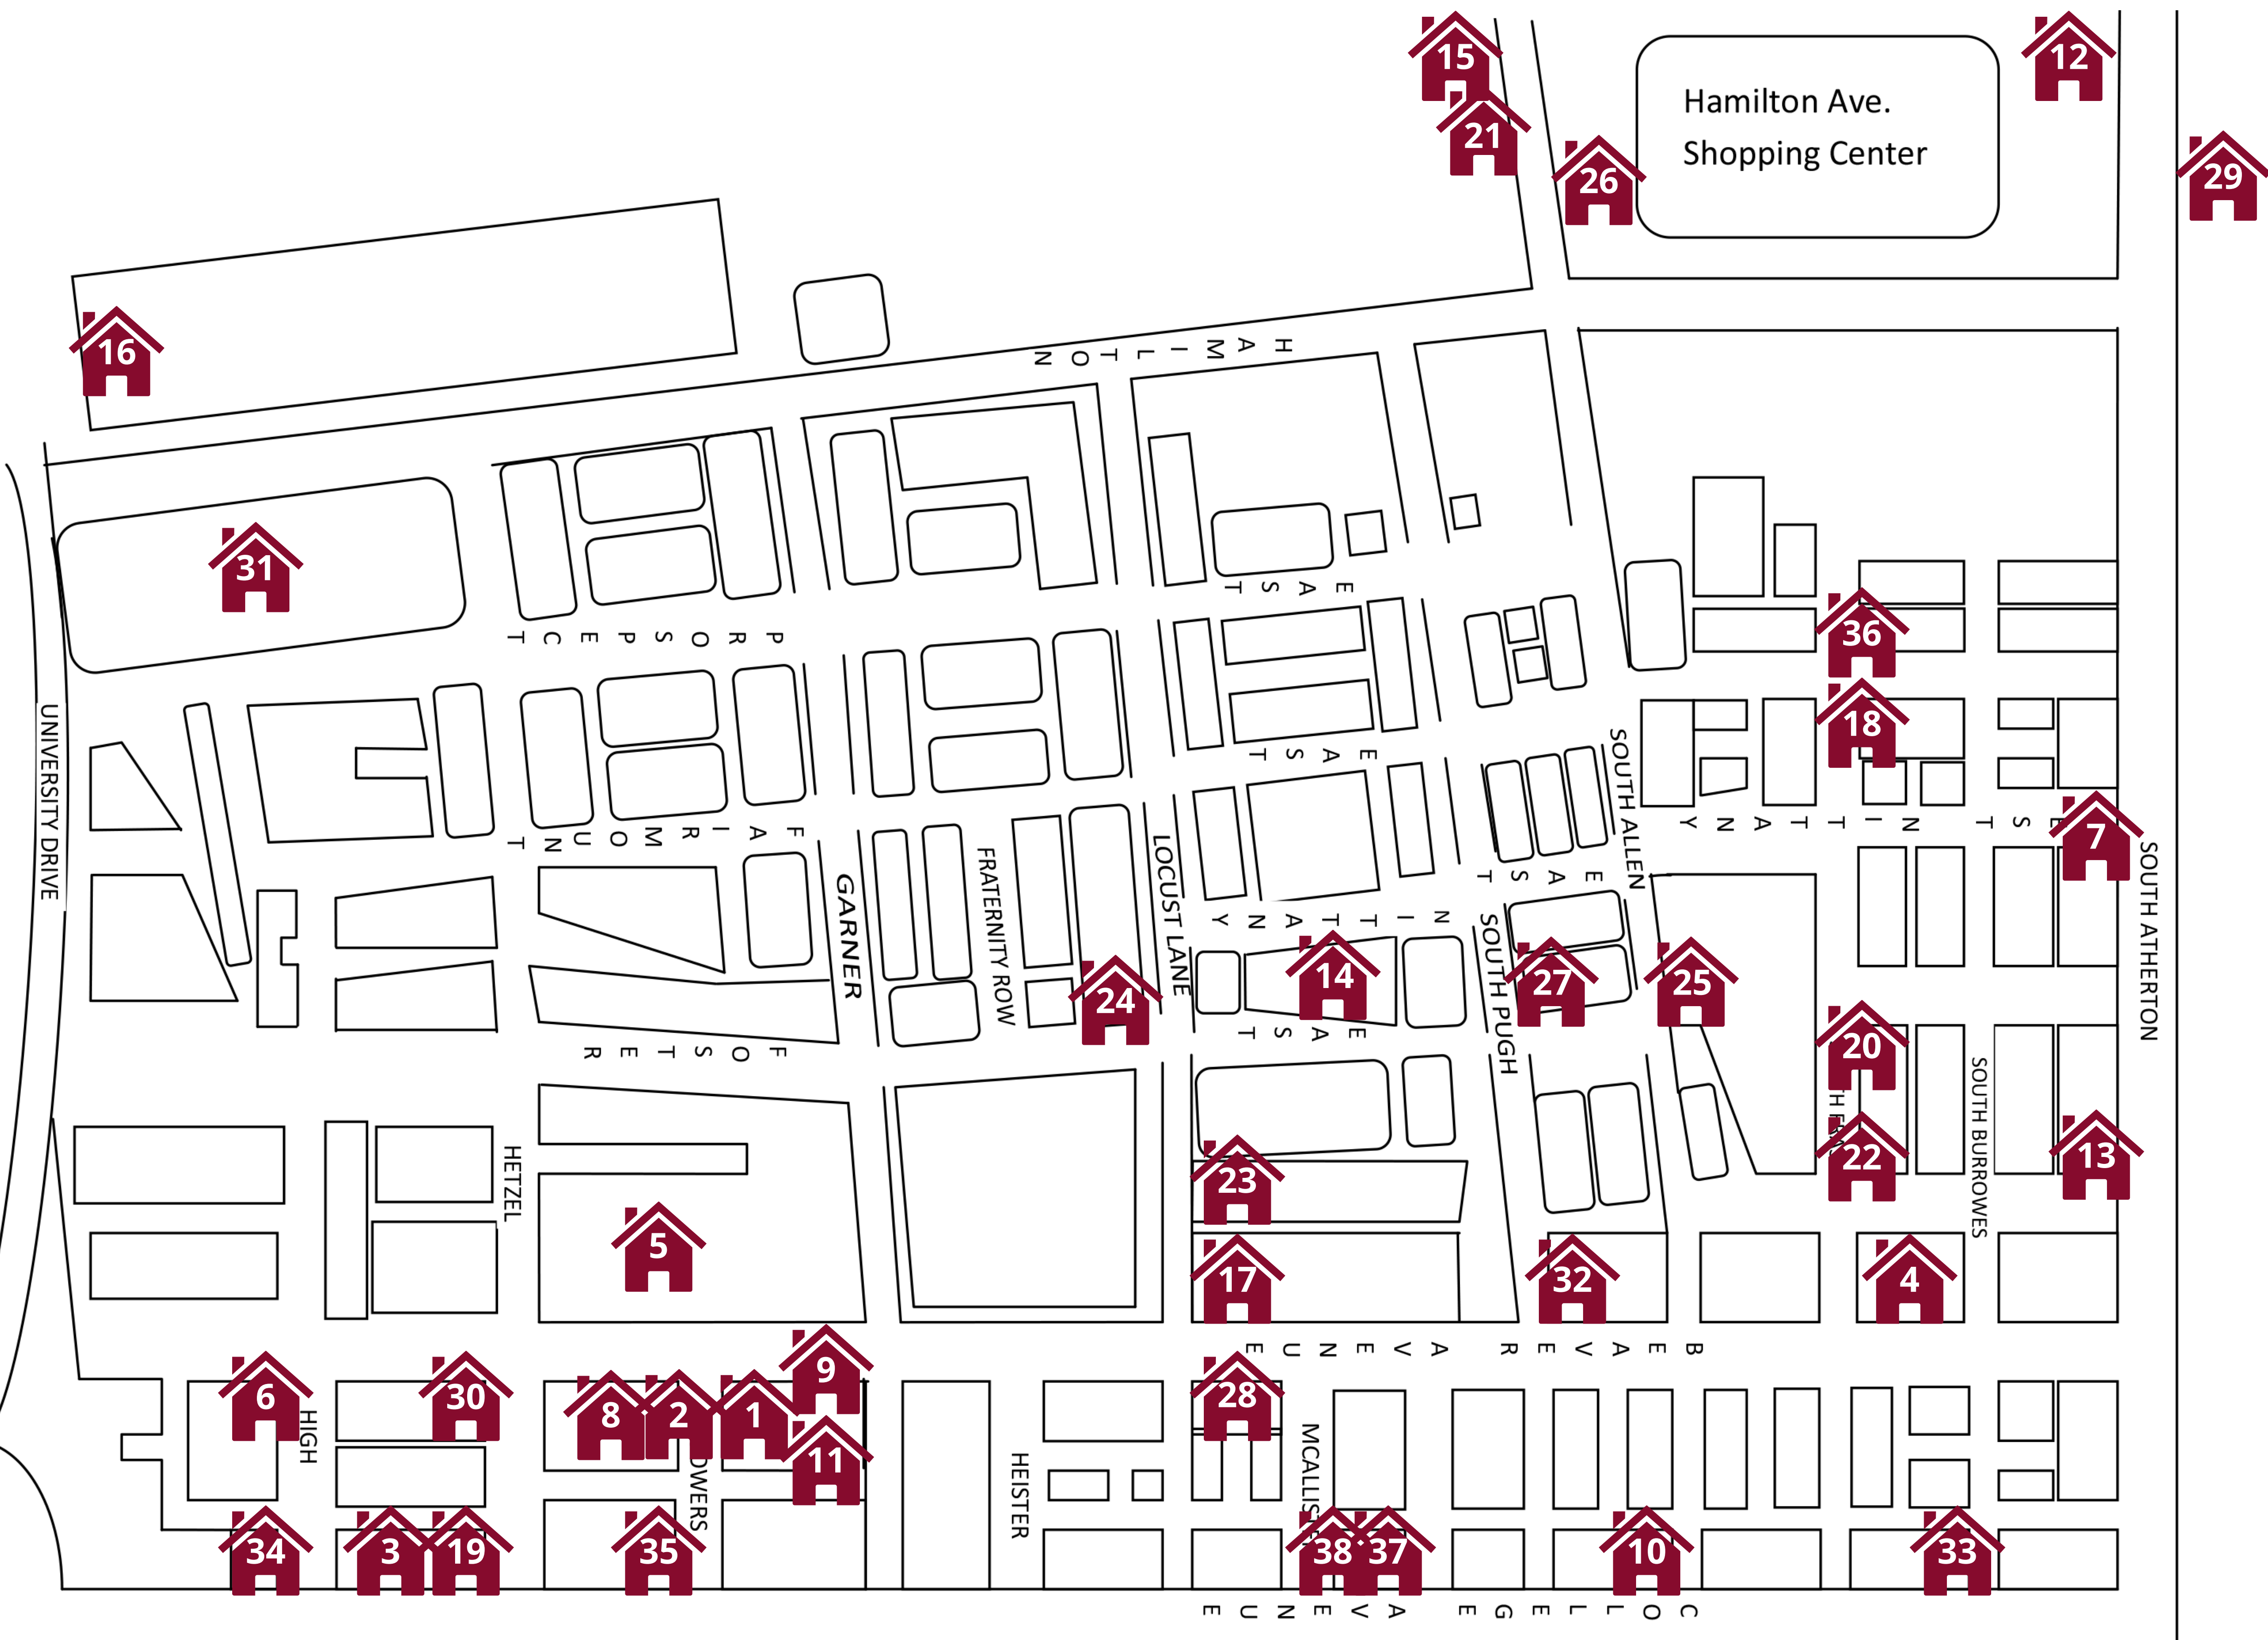 15
12
Hamilton Ave.
Shopping Center
21
26
29
16
HAMILTON
31
EAST
PROSPECT
36
18
EAST
UNIVERSITY DRIVE
SOUTH ALLEN
EST NITTANY
7
FAIRMOUNT
GARNER
FRATERNITY ROW
LOCUST LANE
EAST
SOUTH ATHERTON
NITTANY
SOUTH PUGH
24
14
27
25
EAST
FOSTER
20
SOUTH BURROWES
22
13
HETZEL
23
5
17
32
4
BEAVER AVENUE
6
HIGH
30
8
2
1
9
11
OWERS
HEISTER
28
MCALLIS
34
3
19
35
38
37
10
33
COLLEGE AVENUE